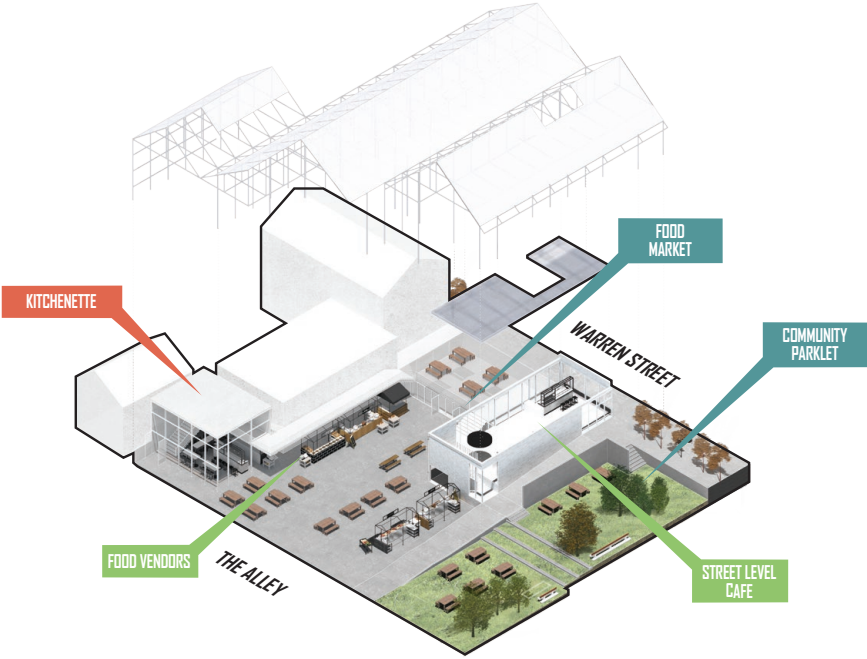 FOOD
MARKET
KITCHENETTE
WARREN STREET
COMMUNITY
PARKLET
FOOD VENDORS
THE ALLEY
STREET LEVEL
CAFE